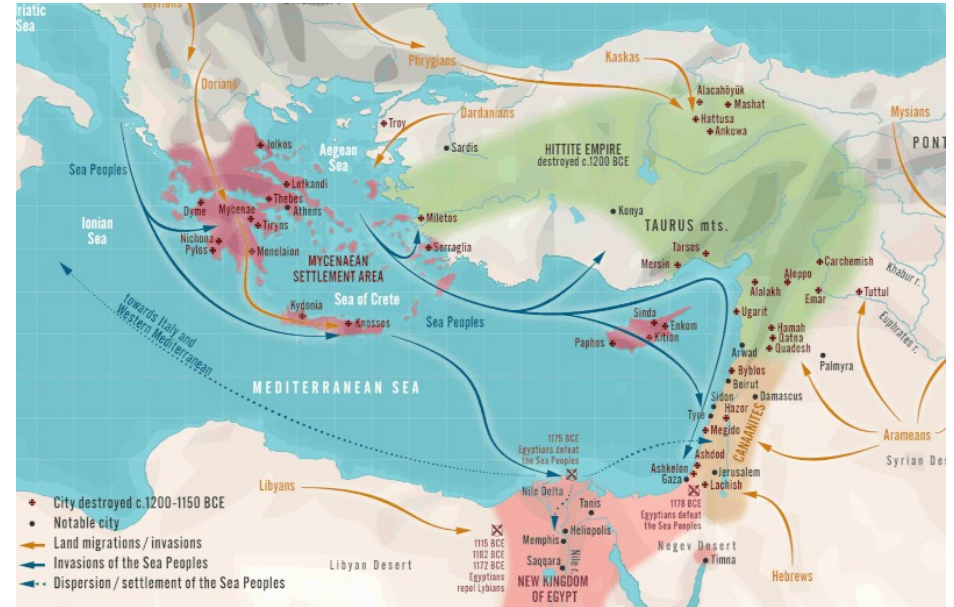 riatic
Sea
Illyrians
Dorians
Phrygians
Kaskas
Dardanians
Mysians
PONT
Alacahöyük
Mashat
Hattusa
Ankuwa
Troy
Sardis
HITTITE EMPIRE
destroyed c.1200 BCE
Aegean
Sea
Iolkos
Lefkandi
Thebes
Athens
Dyme
Mycenae
Tiryns
Nichona
Pylos
Menelaion
Sea Peoples
Ionian
Sea
MYCENAEAN
SETTLEMENT AREA
Miletos
Serraglia
Konya
TAURUS mts.
Tarsos
Mersin
Carchemish
Aleppo
Alalakh
Emar
Tuttul
Khabur r.
Euphrates r.
Ugarit
Hamah
Qatna
Quadosh
Arwad
Palmyra
Sea of Crete
Kydonia
Knosses
Sea Peoples
Sinda
Enkom
Kition
Paphos
towards Italy and
Western Mediterranean
MEDITERRANEAN SEA
Byblos
Beirut
Sidon
Damascus
Tyre
Hazor
Megido
CANAANITES
Arameans
Syrian Des
Ashdod
Ashkelon
Gaza
Jerusalem
Lachish
1175 BCE
Egyptians defeat
the Sea Peoples
1178 BCE
Egyptians defeat
the Sea Peoples
Libyans
Nile Delta
Tanis
Heliopolis
Memphis
Saqqara
Nile r.
NEW KINGDOM
OF EGYPT
1115 BCE
1182 BCE
1172 BCE
Egyptians
repel Lybians
Libyan Desert
Negev Desert
Timna
Hebrews
City destroyed c.1200-1150 BCE
Notable city
Land migrations / invasions
Invasions of the Sea Peoples
Dispersion / settlement of the Sea Peoples